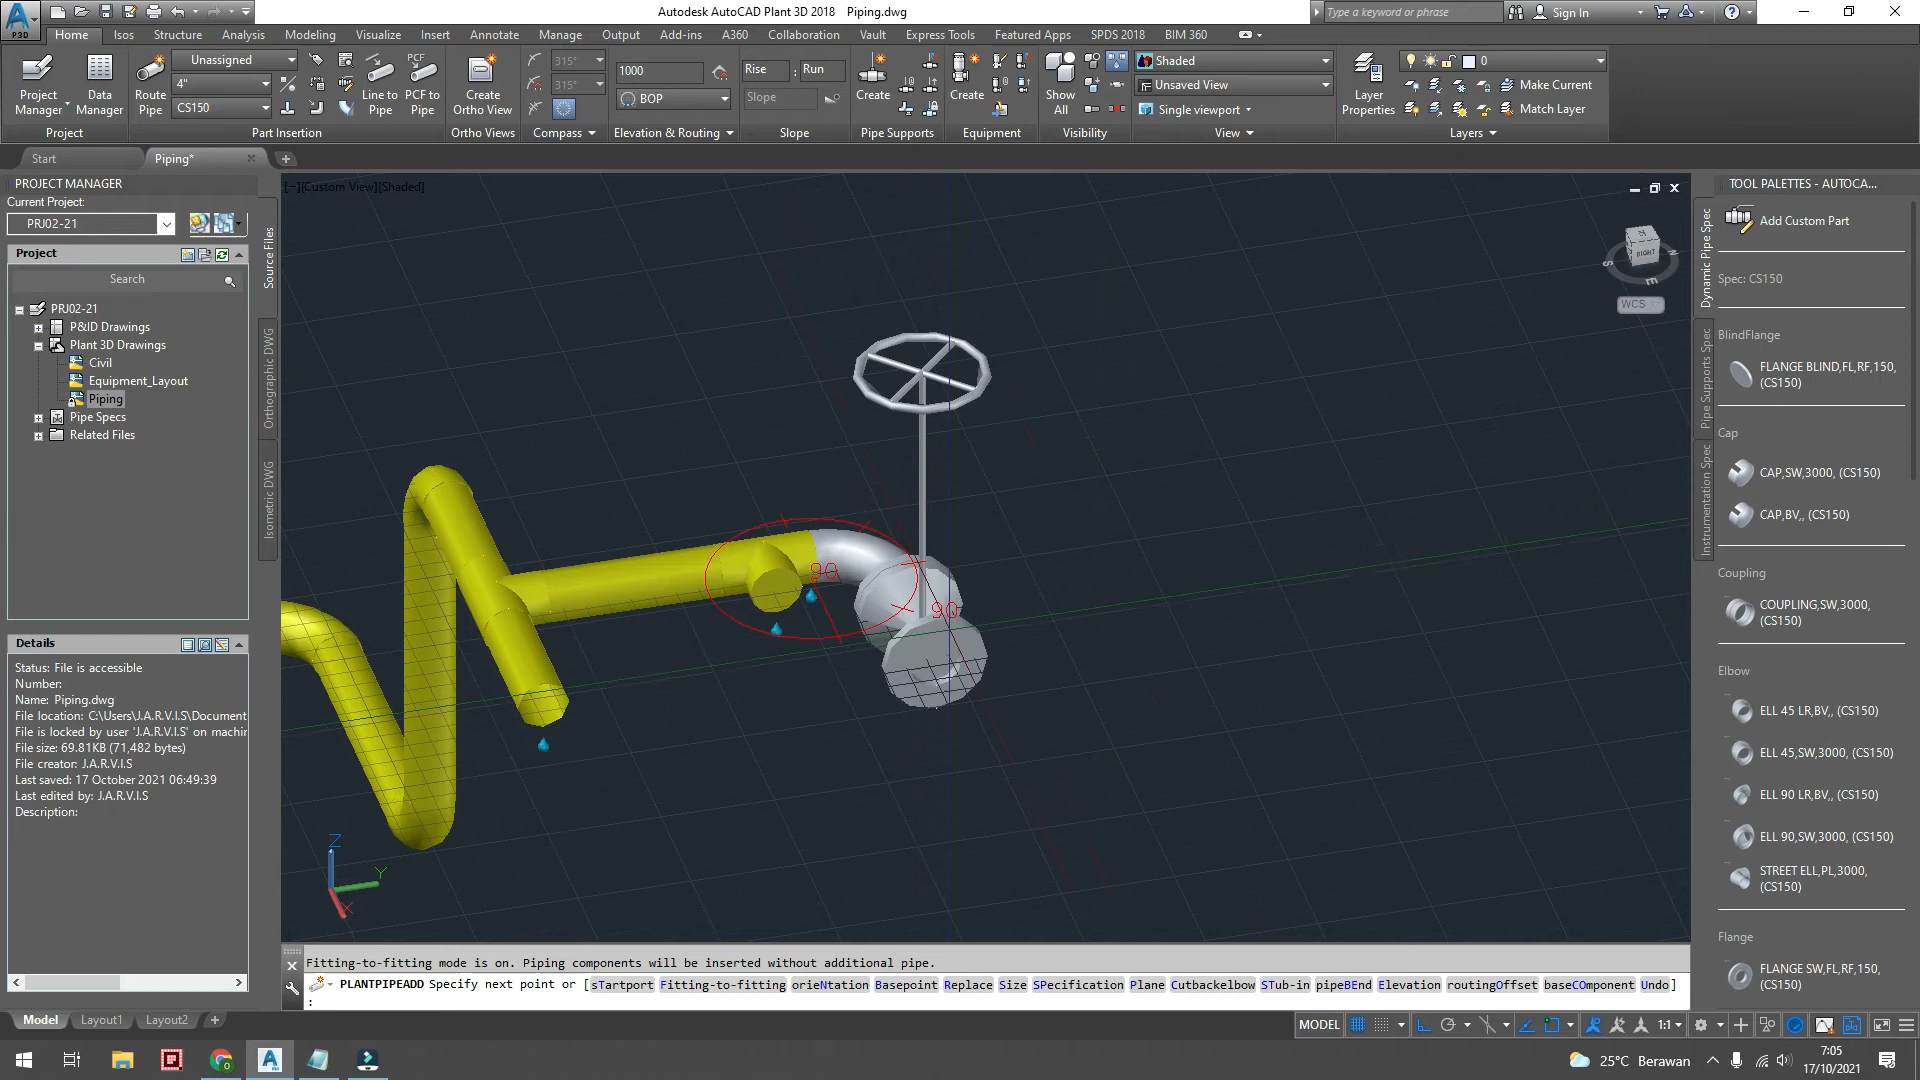 Autodesk AutoCAD Plant 3D 2018 Piping.dwg
Type a keyword or phrase
Sign In
P3D
Home Isos Structure Analysis Modeling Visualize Insert Annotate Manage Output Add-ins A360 Collaboration Vault Express Tools Featured Apps SPDS 2018 BIM 360
Project Manager
Data Manager
Project
Route Pipe
Unassigned
4"
CS150
Line to Pipe
PCF
PCF to Pipe
Part Insertion
Create Ortho View
Ortho Views
315°
315°
Compass
1000
BOP
Elevation & Routing
Rise : Run
Slope
Slope
Create
Pipe Supports
Create
Equipment
Show All
Visibility
Shaded
Unsaved View
Single viewport
View
Layer Properties
0
Make Current
Match Layer
Layers
Start
Piping*
PROJECT MANAGER
Current Project:
PRJ02-21
Project
Search
PRJ02-21
P&ID Drawings
Plant 3D Drawings
Civil
Equipment_Layout
Piping
Pipe Specs
Related Files
Source Files
Orthographic DWG
Isometric DWG
Details
Status: File is accessible
Number:
Name: Piping.dwg
File location: C:\Users\J.A.R.V.I.S\Document
File is locked by user 'J.A.R.V.I.S' on machi
File size: 69.81KB (71,482 bytes)
File creator: J.A.R.V.I.S
Last saved: 17 October 2021 06:49:39
Last edited by: J.A.R.V.I.S
Description:
[−][Custom View][Shaded]
90
90
RIGHT
S
N
E
WCS
Z
Y
X
TOOL PALETTES - AUTOCA...
Dynamic Pipe Spec
Pipe Supports Spec
Instrumentation Spec
Add Custom Part
Spec: CS150
BlindFlange
FLANGE BLIND,FL,RF,150, (CS150)
Cap
CAP,SW,3000, (CS150)
CAP,BV,, (CS150)
Coupling
COUPLING,SW,3000, (CS150)
Elbow
ELL 45 LR,BV,, (CS150)
ELL 45,SW,3000, (CS150)
ELL 90 LR,BV,, (CS150)
ELL 90,SW,3000, (CS150)
STREET ELL,PL,3000, (CS150)
Flange
FLANGE SW,FL,RF,150, (CS150)
Fitting-to-fitting mode is on. Piping components will be inserted without additional pipe.
PLANTPIPEADD Specify next point or [sTartport Fitting-to-fitting orieNtation Basepoint Replace Size SPecification Plane Cutbackelbow STub-in pipeBEnd Elevation routingOffset baseCOmponent Undo]
:
Model Layout1 Layout2
MODEL
1:1
25°C Berawan
7:05
17/10/2021